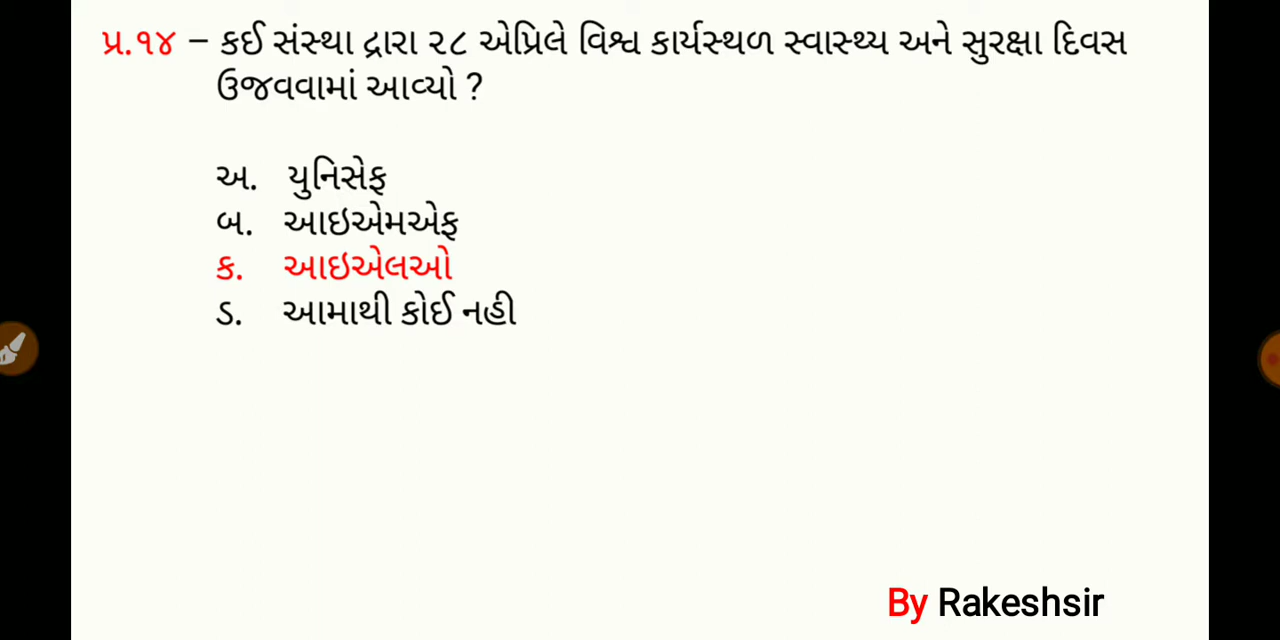 પ્ર.૧૪ – કઈ સંસ્થા દ્રારા ૨૮ એપ્રિલે વિશ્વ કાર્યસ્થળ સ્વાસ્થ્ય અને સુરક્ષા દિવસ
ઉજવવામાં આવ્યો ?
અ. યુનિસેફ
બ. આઇએમએફ
ક. આઇએલઓ
ડ. આમાથી કોઈ નહી
By Rakeshsir